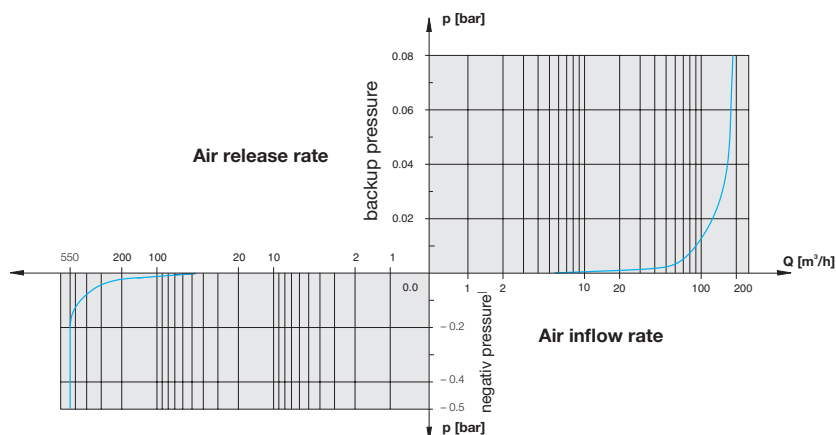 p [bar]
0.08
0.06
0.04
0.02
backup pressure
Air release rate
550 200 100 20 10 2 1
Q [m³/h]
1 2 10 20 100 200
0.0
– 0.2
– 0.4
– 0.5
negativ pressure
Air inflow rate
p [bar]